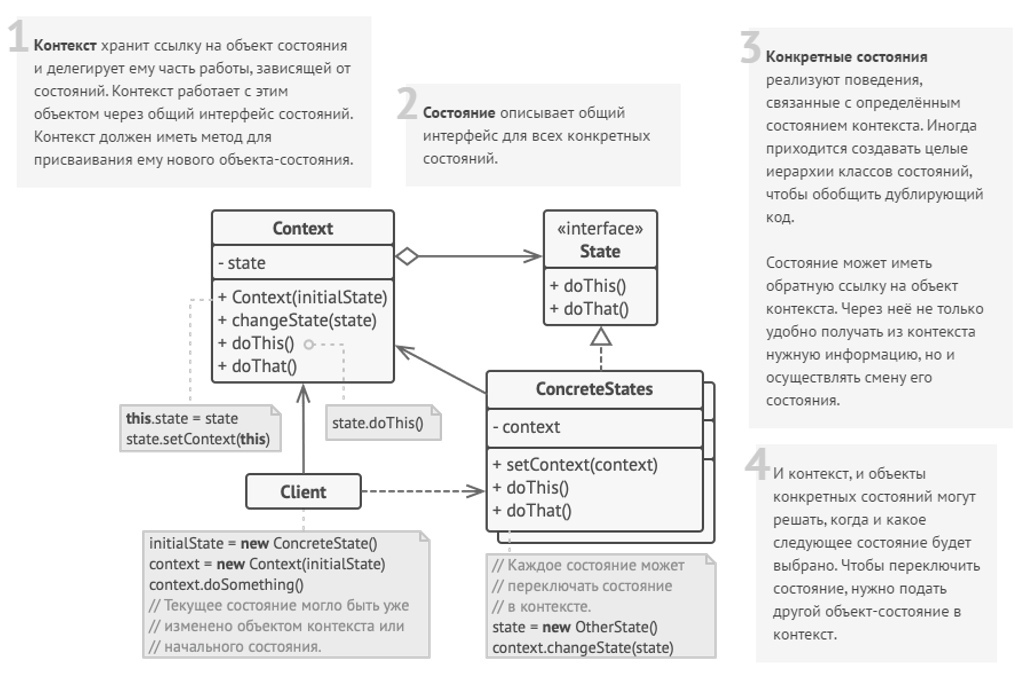 1
Контекст хранит ссылку на объект состояния
и делегирует ему часть работы, зависящей от
состояний. Контекст работает с этим
объектом через общий интерфейс состояний.
Контекст должен иметь метод для
присваивания ему нового объекта-состояния.
2
Состояние описывает общий
интерфейс для всех конкретных
состояний.
3
Конкретные состояния
реализуют поведения,
связанные с определённым
состоянием контекста. Иногда
приходится создавать целые
иерархии классов состояний,
чтобы обобщить дублирующий
код.
Состояние может иметь
обратную ссылку на объект
контекста. Через неё не только
удобно получать из контекста
нужную информацию, но и
осуществлять смену его
состояния.
Context
- state
+ Context(initialState)
+ changeState(state)
+ doThis()
+ doThat()
«interface»
State
+ doThis()
+ doThat()
this.state = state
state.setContext(this)
state.doThis()
ConcreteStates
- context
+ setContext(context)
+ doThis()
+ doThat()
Client
initialState = new ConcreteState()
context = new Context(initialState)
context.doSomething()
// Текущее состояние могло быть уже
// изменено объектом контекста или
// начального состояния.
// Каждое состояние может
// переключать состояние
// в контексте.
state = new OtherState()
context.changeState(state)
4
И контекст, и объекты
конкретных состояний могут
решать, когда и какое
следующее состояние будет
выбрано. Чтобы переключить
состояние, нужно подать
другой объект-состояние в
контекст.